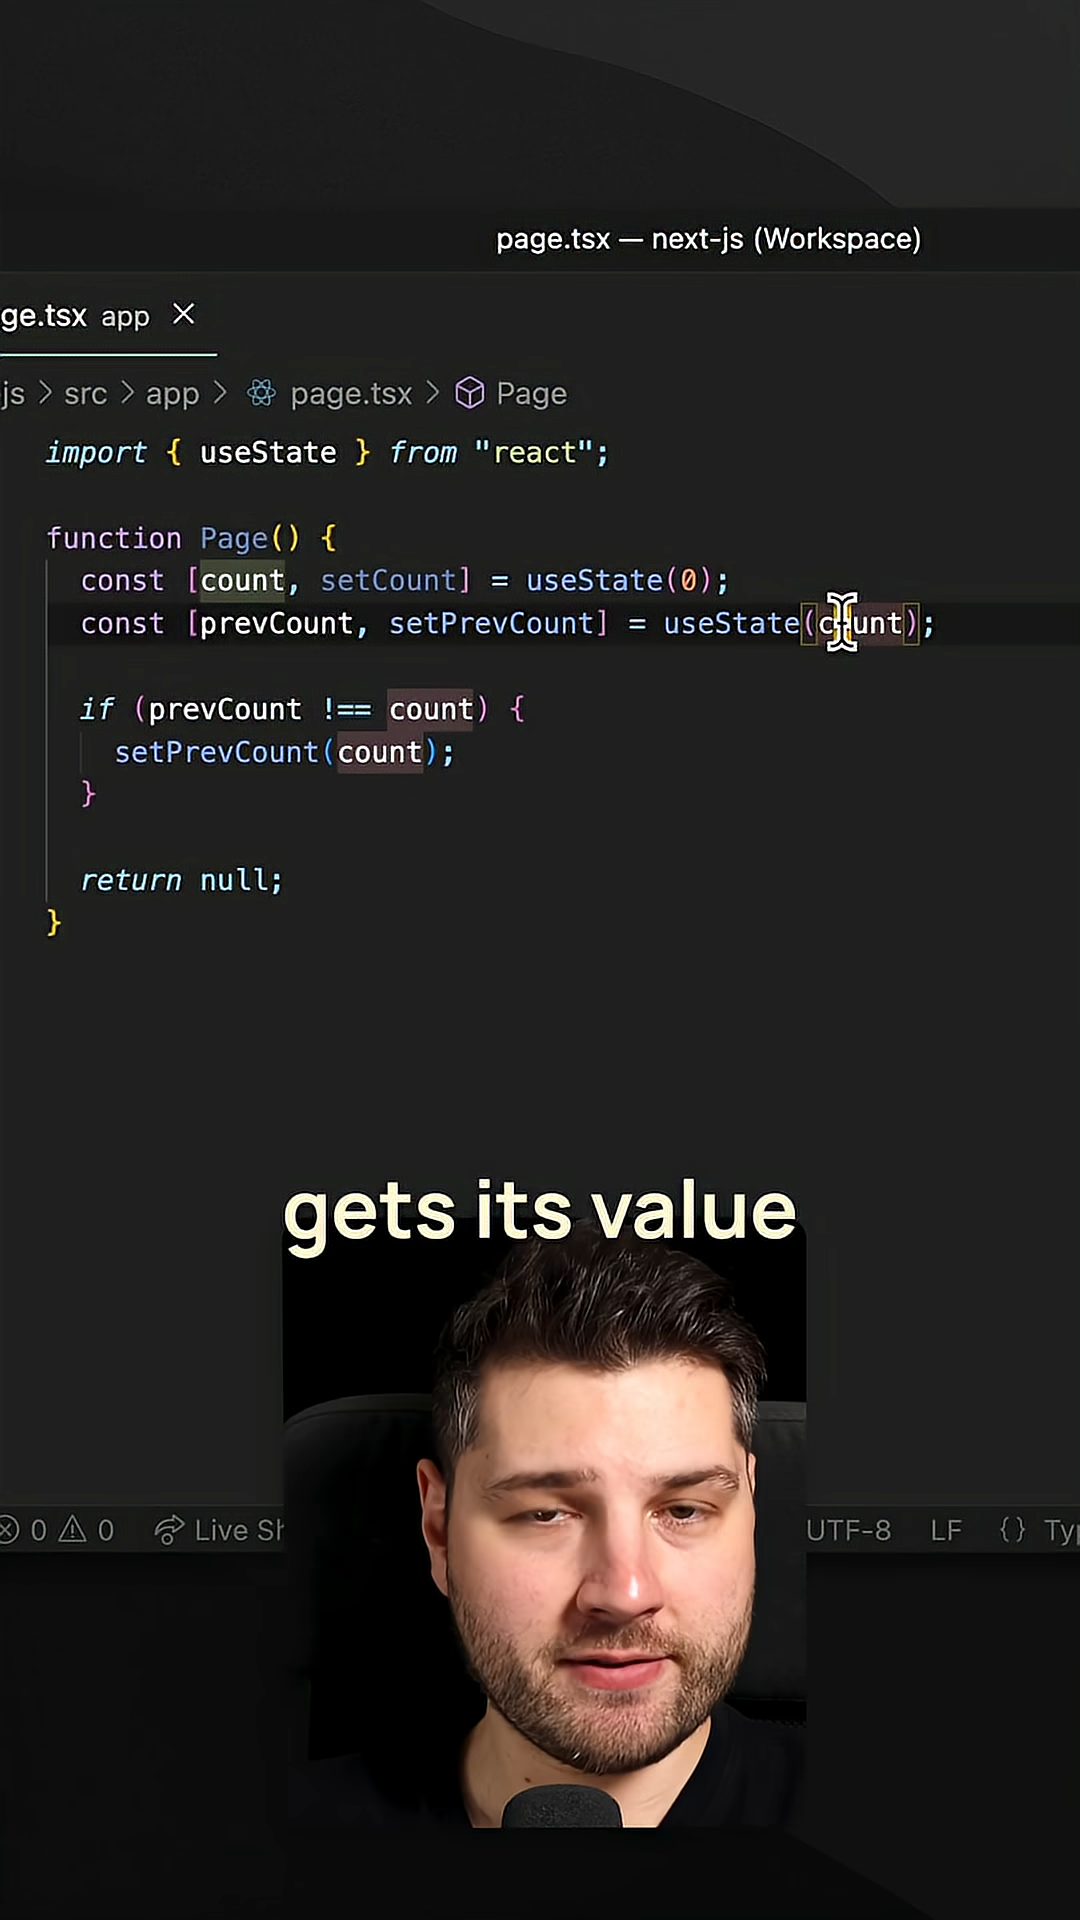 page.tsx — next-js (Workspace)
ge.tsx app
js > src > app > page.tsx > Page
import { useState } from "react";
function Page() {
const [count, setCount] = useState(0);
const [prevCount, setPrevCount] = useState(count);
if (prevCount !== count) {
setPrevCount(count);
}
return null;
}
gets its value
0 0 Live Sh UTF-8 LF {} Typ